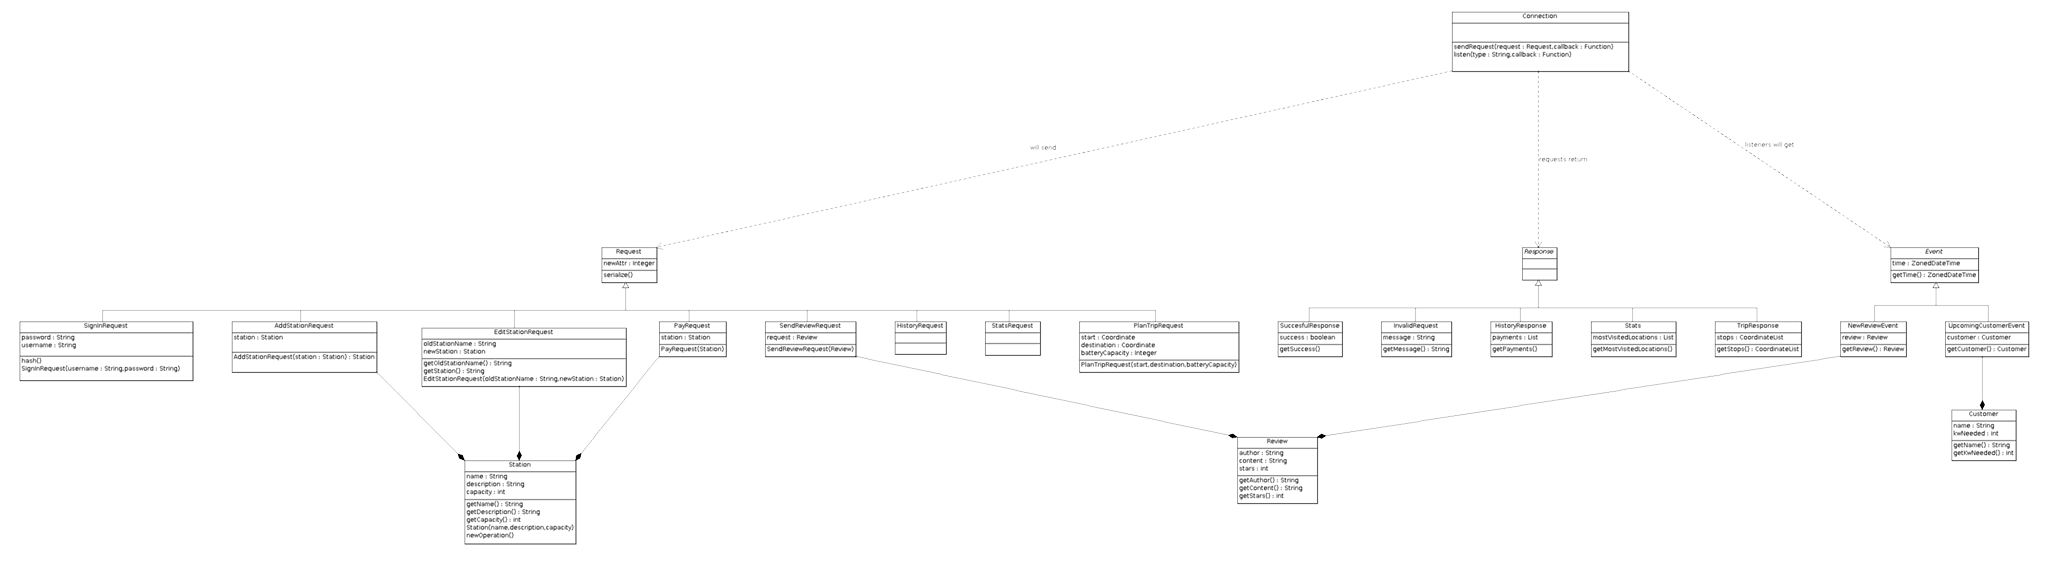 Connection
sendRequest(request : Request,callback : Function)
listen(type : String,callback : Function)
will send
requests return
listeners will get
Request
newAttr : Integer
serialize()
Response
Event
time : ZonedDateTime
getTime() : ZonedDateTime
SignInRequest
password : String
username : String
hash()
SignInRequest(username : String,password : String)
AddStationRequest
station : Station
AddStationRequest(station : Station) : Station
EditStationRequest
oldStationName : String
newStation : Station
getOldStationName() : String
getStation() : String
EditStationRequest(oldStationName : String,newStation : Station)
PayRequest
station : Station
PayRequest(Station)
SendReviewRequest
request : Review
SendReviewRequest(Review)
HistoryRequest
StatsRequest
PlanTripRequest
start : Coordinate
destination : Coordinate
batteryCapacity : Integer
PlanTripRequest(start,destination,batteryCapacity)
SuccesfulResponse
success : boolean
getSuccess()
InvalidRequest
message : String
getMessage() : String
HistoryResponse
payments : List
getPayments()
Stats
mostVisitedLocations : List
getMostVisitedLocations()
TripResponse
stops : CoordinateList
getStops() : CoordinateList
NewReviewEvent
review : Review
getReview() : Review
UpcomingCustomerEvent
customer : Customer
getCustomer() : Customer
Station
name : String
description : String
capacity : int
getName() : String
getDescription() : String
getCapacity() : int
Station(name,description,capacity)
newOperation()
Review
author : String
content : String
stars : int
getAuthor() : String
getContent() : String
getStars() : int
Customer
name : String
kwNeeded : int
getName() : String
getKwNeeded() : int